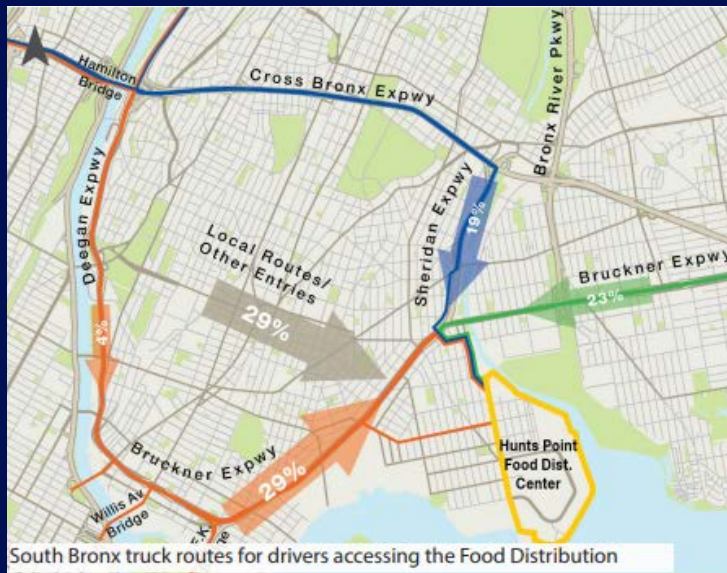 Hamilton
Bridge
Cross Bronx Expwy
Bronx River Pkwy
Deegan Expwy
Sheridan Expwy
19%
Local Routes/
Other Entries
29%
Bruckner Expwy
23%
4%
Bruckner Expwy
29%
Willis Av
Bridge
Hunts Point
Food Dist.
Center
South Bronx truck routes for drivers accessing the Food Distribution